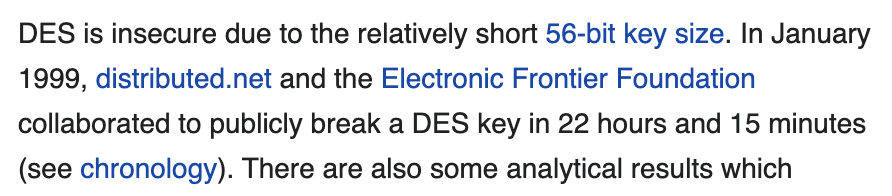 DES is insecure due to the relatively short 56-bit key size. In January
1999, distributed.net and the Electronic Frontier Foundation
collaborated to publicly break a DES key in 22 hours and 15 minutes
(see chronology). There are also some analytical results which